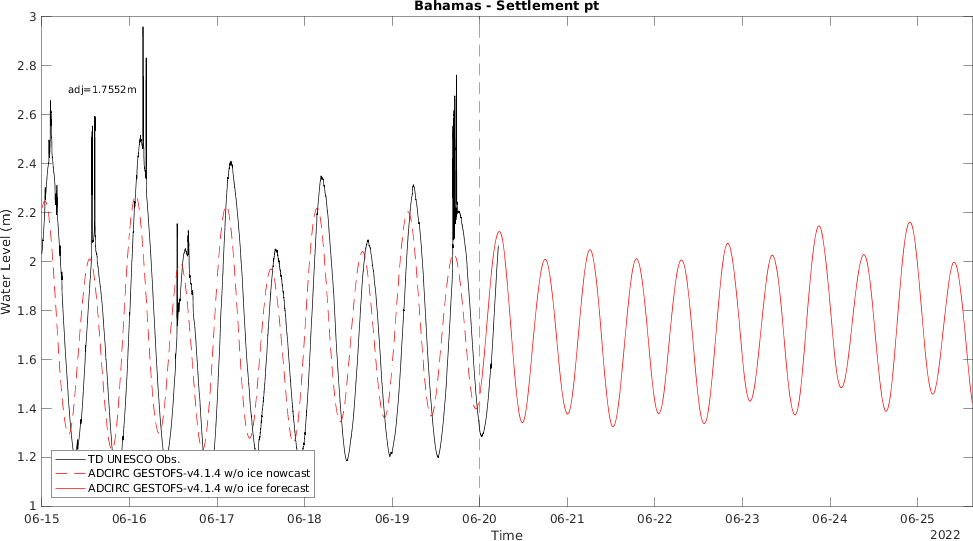 Bahamas - Settlement pt
3
2.8
2.6
2.4
2.2
2
1.8
1.6
1.4
1.2
1
Water Level (m)
adj=1.7552m
TD UNESCO Obs.
ADCIRC GESTOFS-v4.1.4 w/o ice nowcast
ADCIRC GESTOFS-v4.1.4 w/o ice forecast
06-15 06-16 06-17 06-18 06-19 06-20 06-21 06-22 06-23 06-24 06-25
Time
2022